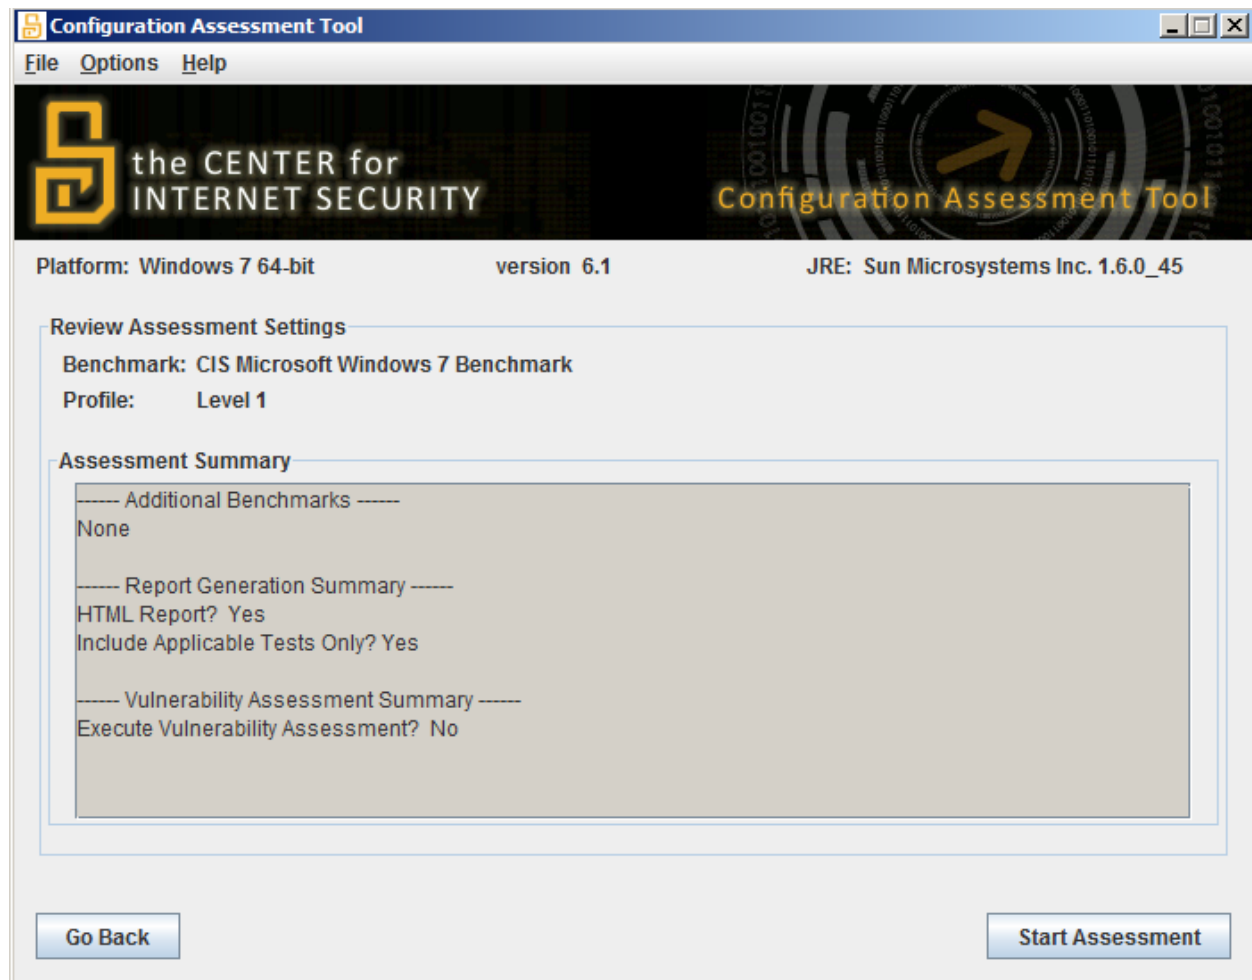 Configuration Assessment Tool
File Options Help
the CENTER for
INTERNET SECURITY
Configuration Assessment Tool
Platform: Windows 7 64-bit version 6.1 JRE: Sun Microsystems Inc. 1.6.0_45
Review Assessment Settings
Benchmark: CIS Microsoft Windows 7 Benchmark
Profile: Level 1
Assessment Summary
------ Additional Benchmarks ------
None
------ Report Generation Summary ------
HTML Report? Yes
Include Applicable Tests Only? Yes
------ Vulnerability Assessment Summary ------
Execute Vulnerability Assessment? No
Go Back Start Assessment